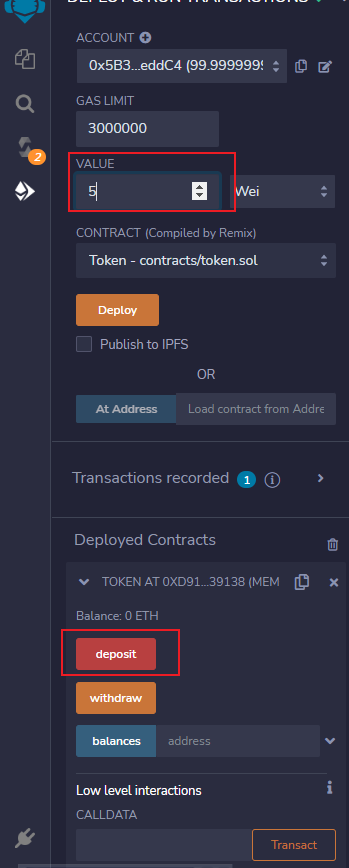 DEPLOY & RUN TRANSACTIONS
ACCOUNT
0x5B3...eddC4 (99.9999999
GAS LIMIT
3000000
VALUE
5
Wei
CONTRACT (Compiled by Remix)
Token - contracts/token.sol
Deploy
Publish to IPFS
OR
At Address
Load contract from Addre
Transactions recorded 1
Deployed Contracts
TOKEN AT 0XD91...39138 (MEM
Balance: 0 ETH
deposit
withdraw
balances
address
Low level interactions
CALLDATA
Transact
2